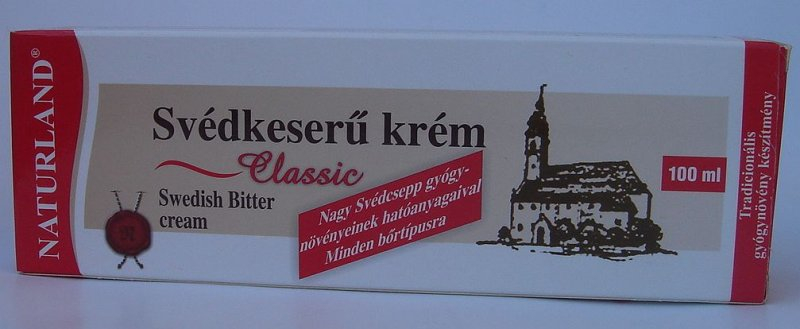 NATURLAND®
Svédkeserű krém
Classic
Swedish Bitter
cream
Nagy Svédcsepp gyógy-
növényeinek hatóanyagaival
Minden bőrtípusra
100 ml
Tradicionális
gyógynövény készítmény